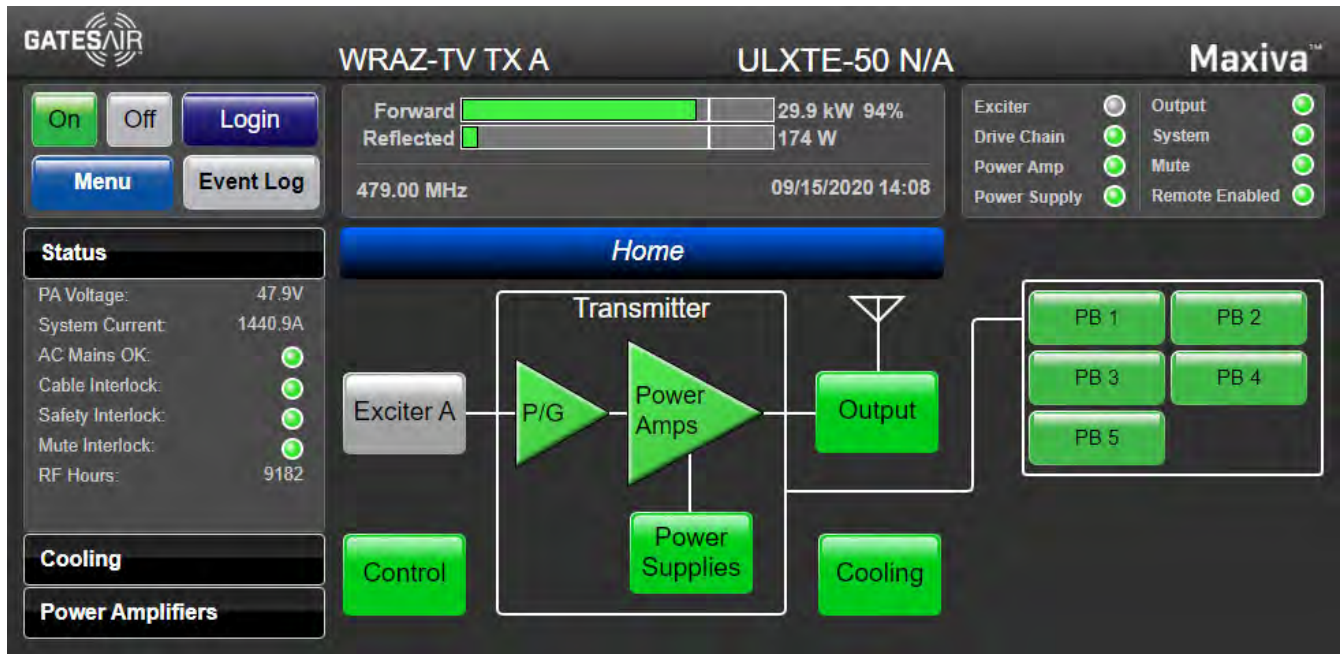 GATESAIR
WRAZ-TV TX A
ULXTE-50 N/A
Maxiva™
On
Off
Login
Menu
Event Log
Forward
29.9 kW 94%
Reflected
174 W
479.00 MHz
09/15/2020 14:08
Exciter
Output
Drive Chain
System
Power Amp
Mute
Power Supply
Remote Enabled
Status
PA Voltage: 47.9V
System Current: 1440.9A
AC Mains OK:
Cable Interlock:
Safety Interlock:
Mute Interlock:
RF Hours: 9182
Cooling
Power Amplifiers
Home
Transmitter
Exciter A
P/G
Power
Amps
Output
Power
Supplies
Control
Cooling
PB 1
PB 2
PB 3
PB 4
PB 5